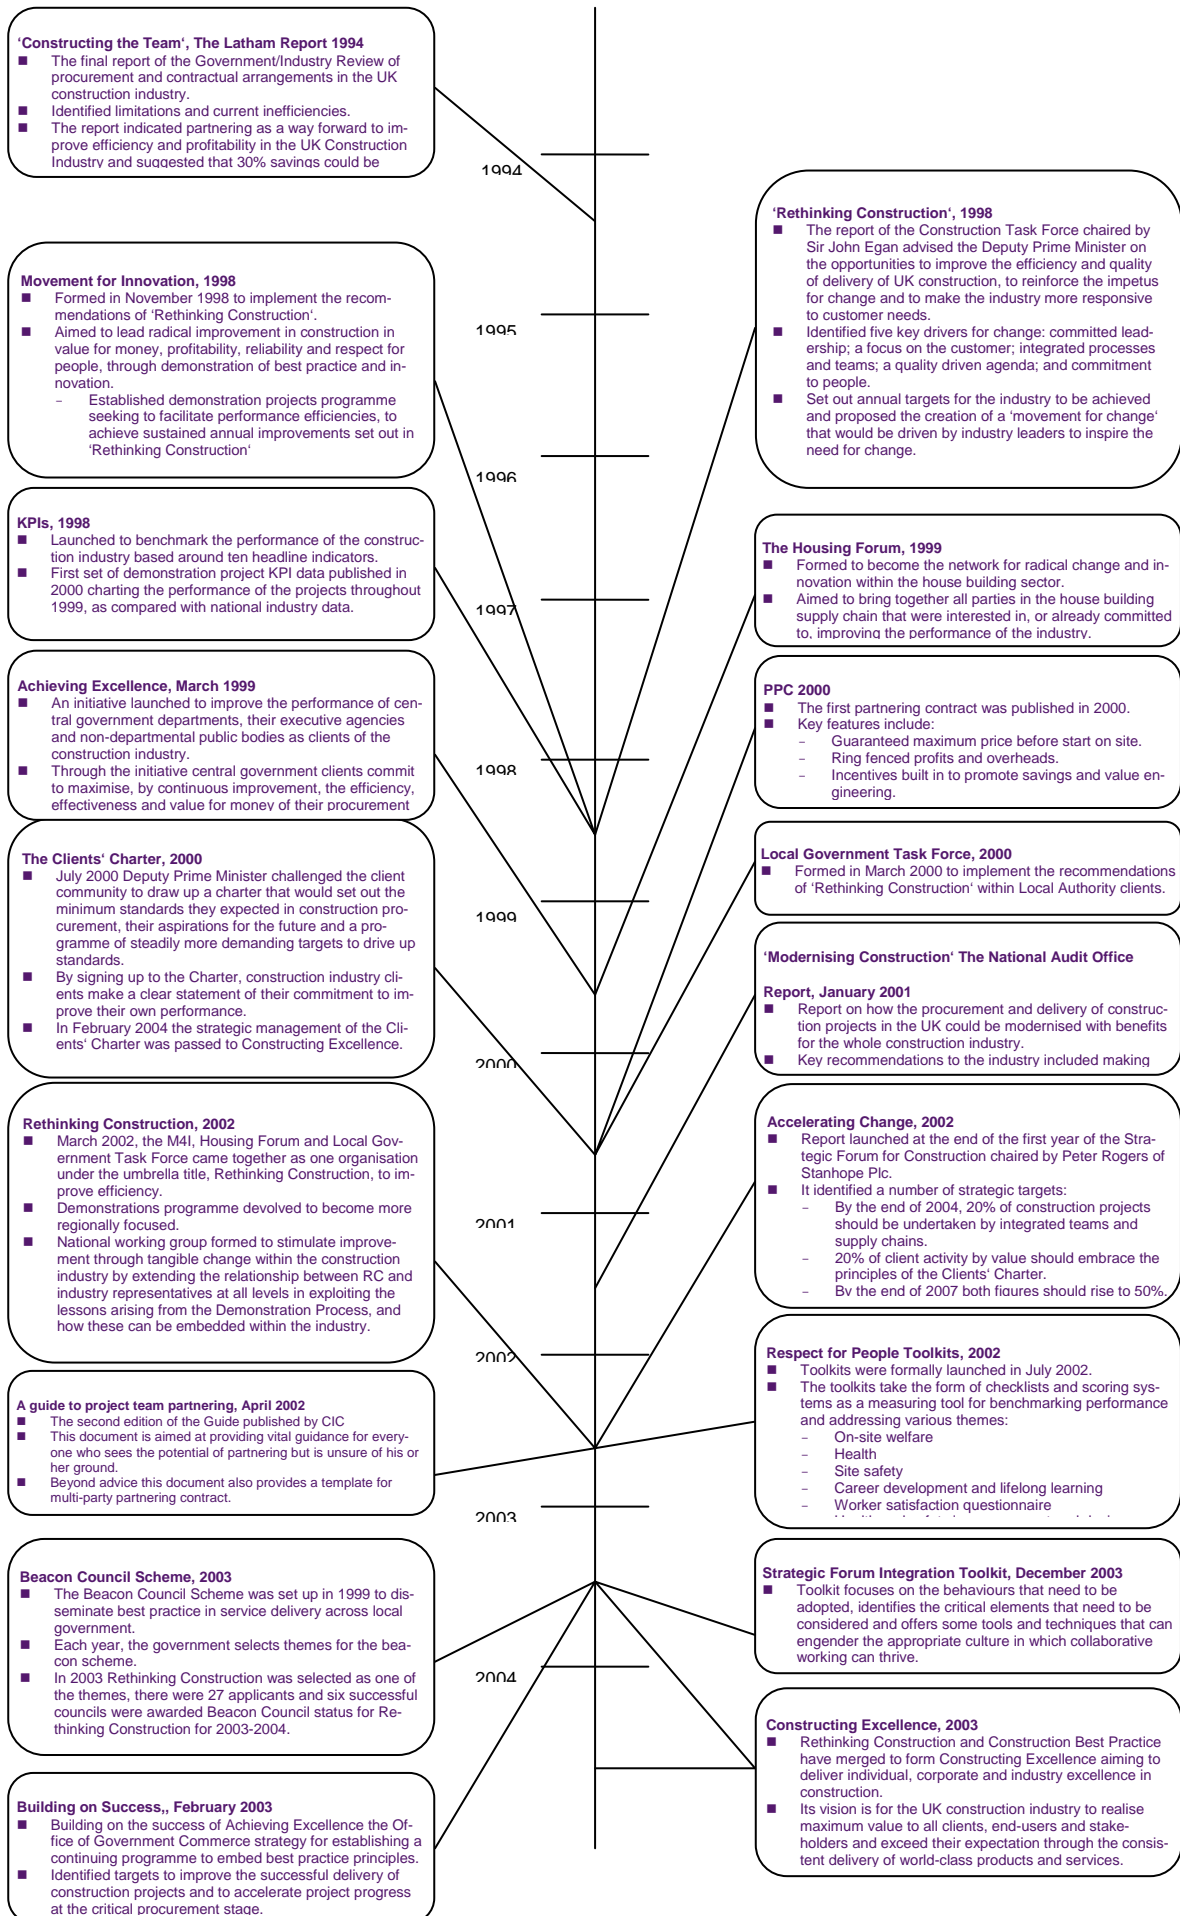 ‘Constructing the Team‘, The Latham Report 1994
■ The final report of the Government/Industry Review of
procurement and contractual arrangements in the UK
construction industry.
■ Identified limitations and current inefficiencies.
■ The report indicated partnering as a way forward to im-
prove efficiency and profitability in the UK Construction
Industry and suggested that 30% savings could be
1994
‘Rethinking Construction‘, 1998
■ The report of the Construction Task Force chaired by
Sir John Egan advised the Deputy Prime Minister on
the opportunities to improve the efficiency and quality
of delivery of UK construction, to reinforce the impetus
for change and to make the industry more responsive
to customer needs.
■ Identified five key drivers for change: committed lead-
ership; a focus on the customer; integrated processes
and teams; a quality driven agenda; and commitment
to people.
■ Set out annual targets for the industry to be achieved
and proposed the creation of a ‘movement for change‘
that would be driven by industry leaders to inspire the
need for change.
Movement for Innovation, 1998
■ Formed in November 1998 to implement the recom-
mendations of ‘Rethinking Construction‘.
■ Aimed to lead radical improvement in construction in
value for money, profitability, reliability and respect for
people, through demonstration of best practice and in-
novation.
– Established demonstration projects programme
seeking to facilitate performance efficiencies, to
achieve sustained annual improvements set out in
‘Rethinking Construction‘
1995
1996
KPIs, 1998
■ Launched to benchmark the performance of the construc-
tion industry based around ten headline indicators.
■ First set of demonstration project KPI data published in
2000 charting the performance of the projects throughout
1999, as compared with national industry data.
1997
The Housing Forum, 1999
■ Formed to become the network for radical change and in-
novation within the house building sector.
■ Aimed to bring together all parties in the house building
supply chain that were interested in, or already committed
to, improving the performance of the industry.
Achieving Excellence, March 1999
■ An initiative launched to improve the performance of cen-
tral government departments, their executive agencies
and non-departmental public bodies as clients of the
construction industry.
■ Through the initiative central government clients commit
to maximise, by continuous improvement, the efficiency,
effectiveness and value for money of their procurement
1998
PPC 2000
■ The first partnering contract was published in 2000.
■ Key features include:
– Guaranteed maximum price before start on site.
– Ring fenced profits and overheads.
– Incentives built in to promote savings and value en-
gineering.
The Clients‘ Charter, 2000
■ July 2000 Deputy Prime Minister challenged the client
community to draw up a charter that would set out the
minimum standards they expected in construction pro-
curement, their aspirations for the future and a pro-
gramme of steadily more demanding targets to drive up
standards.
■ By signing up to the Charter, construction industry cli-
ents make a clear statement of their commitment to im-
prove their own performance.
■ In February 2004 the strategic management of the Cli-
ents‘ Charter was passed to Constructing Excellence.
1999
Local Government Task Force, 2000
■ Formed in March 2000 to implement the recommendations
of ‘Rethinking Construction‘ within Local Authority clients.
‘Modernising Construction‘ The National Audit Office
Report, January 2001
■ Report on how the procurement and delivery of construc-
tion projects in the UK could be modernised with benefits
for the whole construction industry.
■ Key recommendations to the industry included making
2000
Rethinking Construction, 2002
■ March 2002, the M4I, Housing Forum and Local Gov-
ernment Task Force came together as one organisation
under the umbrella title, Rethinking Construction, to im-
prove efficiency.
■ Demonstrations programme devolved to become more
regionally focused.
■ National working group formed to stimulate improve-
ment through tangible change within the construction
industry by extending the relationship between RC and
industry representatives at all levels in exploiting the
lessons arising from the Demonstration Process, and
how these can be embedded within the industry.
2001
Accelerating Change, 2002
■ Report launched at the end of the first year of the Stra-
tegic Forum for Construction chaired by Peter Rogers of
Stanhope Plc.
■ It identified a number of strategic targets:
– By the end of 2004, 20% of construction projects
should be undertaken by integrated teams and
supply chains.
– 20% of client activity by value should embrace the
principles of the Clients‘ Charter.
– By the end of 2007 both figures should rise to 50%.
2002
A guide to project team partnering, April 2002
■ The second edition of the Guide published by CIC
■ This document is aimed at providing vital guidance for every-
one who sees the potential of partnering but is unsure of his or
her ground.
■ Beyond advice this document also provides a template for
multi-party partnering contract.
Respect for People Toolkits, 2002
■ Toolkits were formally launched in July 2002.
■ The toolkits take the form of checklists and scoring sys-
tems as a measuring tool for benchmarking performance
and addressing various themes:
– On-site welfare
– Health
– Site safety
– Career development and lifelong learning
– Worker satisfaction questionnaire
2003
Beacon Council Scheme, 2003
■ The Beacon Council Scheme was set up in 1999 to dis-
seminate best practice in service delivery across local
government.
■ Each year, the government selects themes for the bea-
con scheme.
■ In 2003 Rethinking Construction was selected as one of
the themes, there were 27 applicants and six successful
councils were awarded Beacon Council status for Re-
thinking Construction for 2003-2004.
Strategic Forum Integration Toolkit, December 2003
■ Toolkit focuses on the behaviours that need to be
adopted, identifies the critical elements that need to be
considered and offers some tools and techniques that can
engender the appropriate culture in which collaborative
working can thrive.
2004
Constructing Excellence, 2003
■ Rethinking Construction and Construction Best Practice
have merged to form Constructing Excellence aiming to
deliver individual, corporate and industry excellence in
construction.
■ Its vision is for the UK construction industry to realise
maximum value to all clients, end-users and stake-
holders and exceed their expectation through the consis-
tent delivery of world-class products and services.
Building on Success,, February 2003
■ Building on the success of Achieving Excellence the Of-
fice of Government Commerce strategy for establishing a
continuing programme to embed best practice principles.
■ Identified targets to improve the successful delivery of
construction projects and to accelerate project progress
at the critical procurement stage.